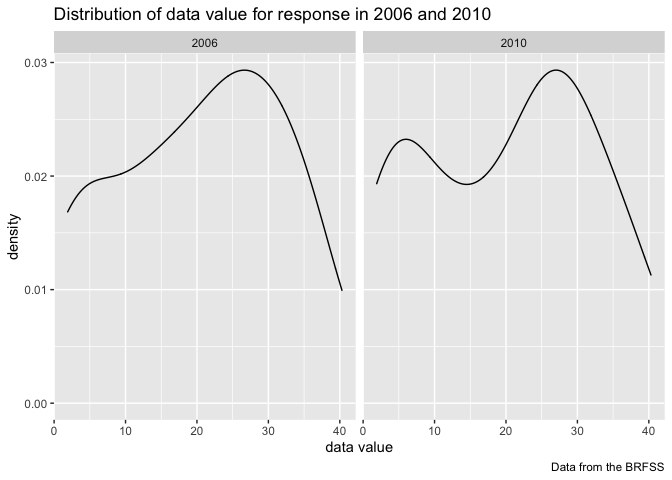 Distribution of data value for response in 2006 and 2010
2006 2010
0.03
0.02
0.01
0.00
density
0 10 20 30 40 0 10 20 30 40
data value
Data from the BRFSS